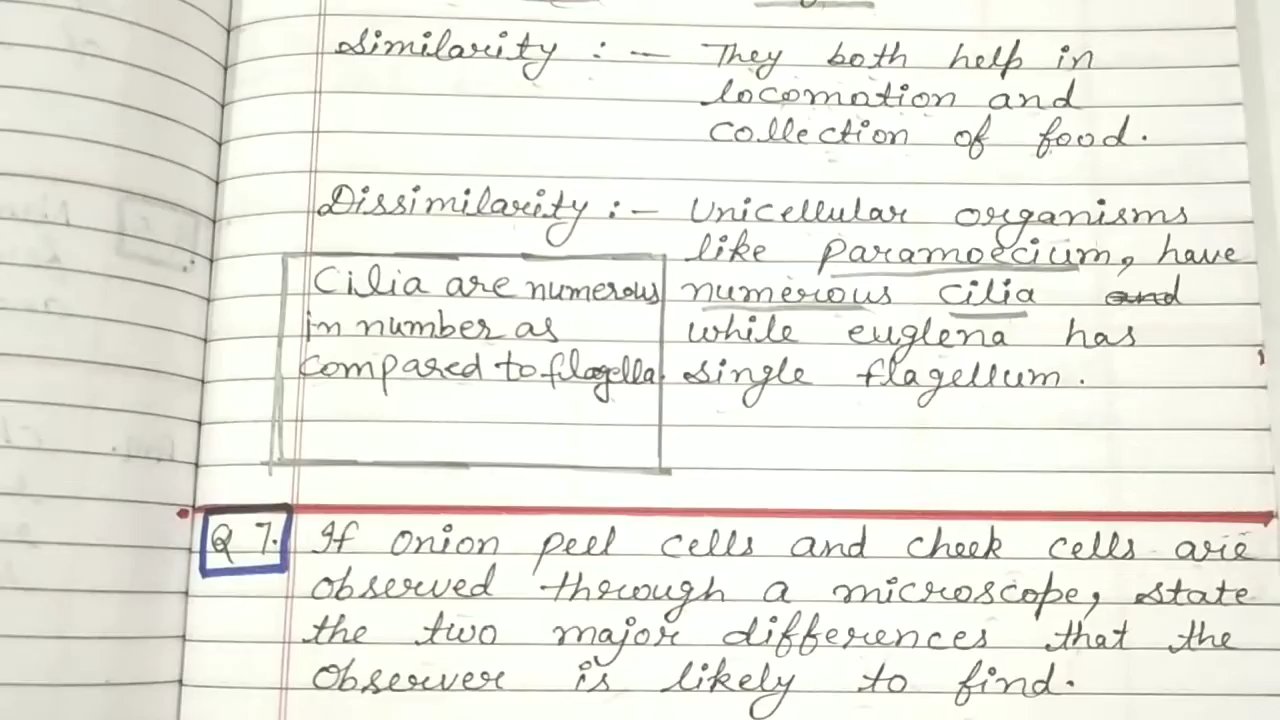 Similarity :- They both help in
locomotion and
collection of food.
Dissimilarity :- Unicellular organisms
like paramoecium, have
numerous cilia and
while euglena has
single flagellum.
Cilia are numerous
in number as
compared to flagella.
Q 7. If onion peel cells and cheek cells are
observed through a microscope, state
the two major differences that the
observer is likely to find.